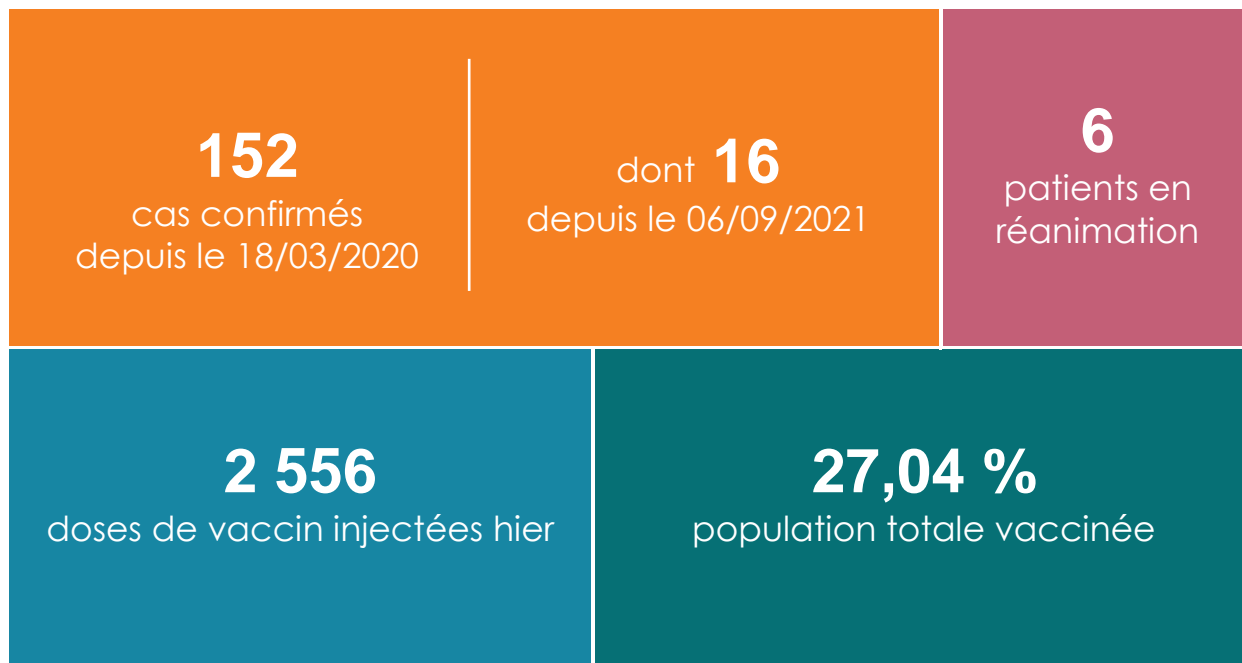 152
cas confirmés
depuis le 18/03/2020
dont 16
depuis le 06/09/2021
6
patients en
réanimation
2 556
doses de vaccin injectées hier
27,04 %
population totale vaccinée